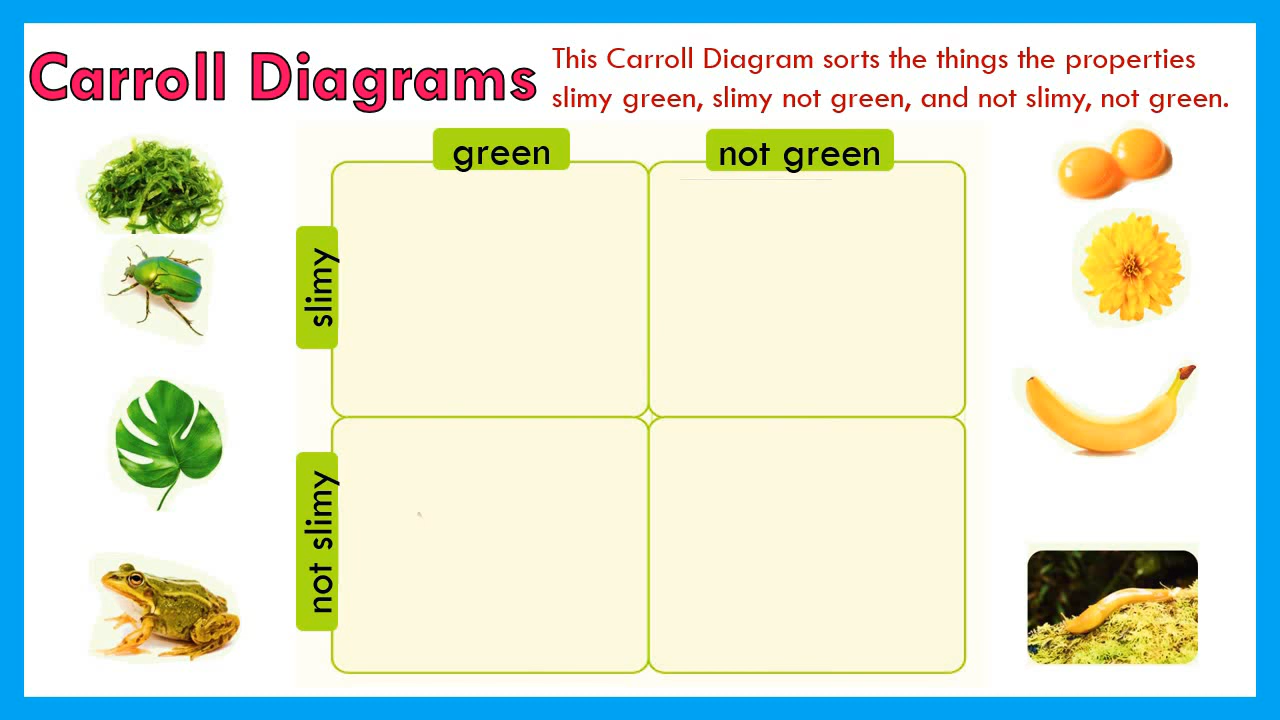 Carroll Diagrams
This Carroll Diagram sorts the things the properties
slimy green, slimy not green, and not slimy, not green.
green
not green
slimy
not slimy